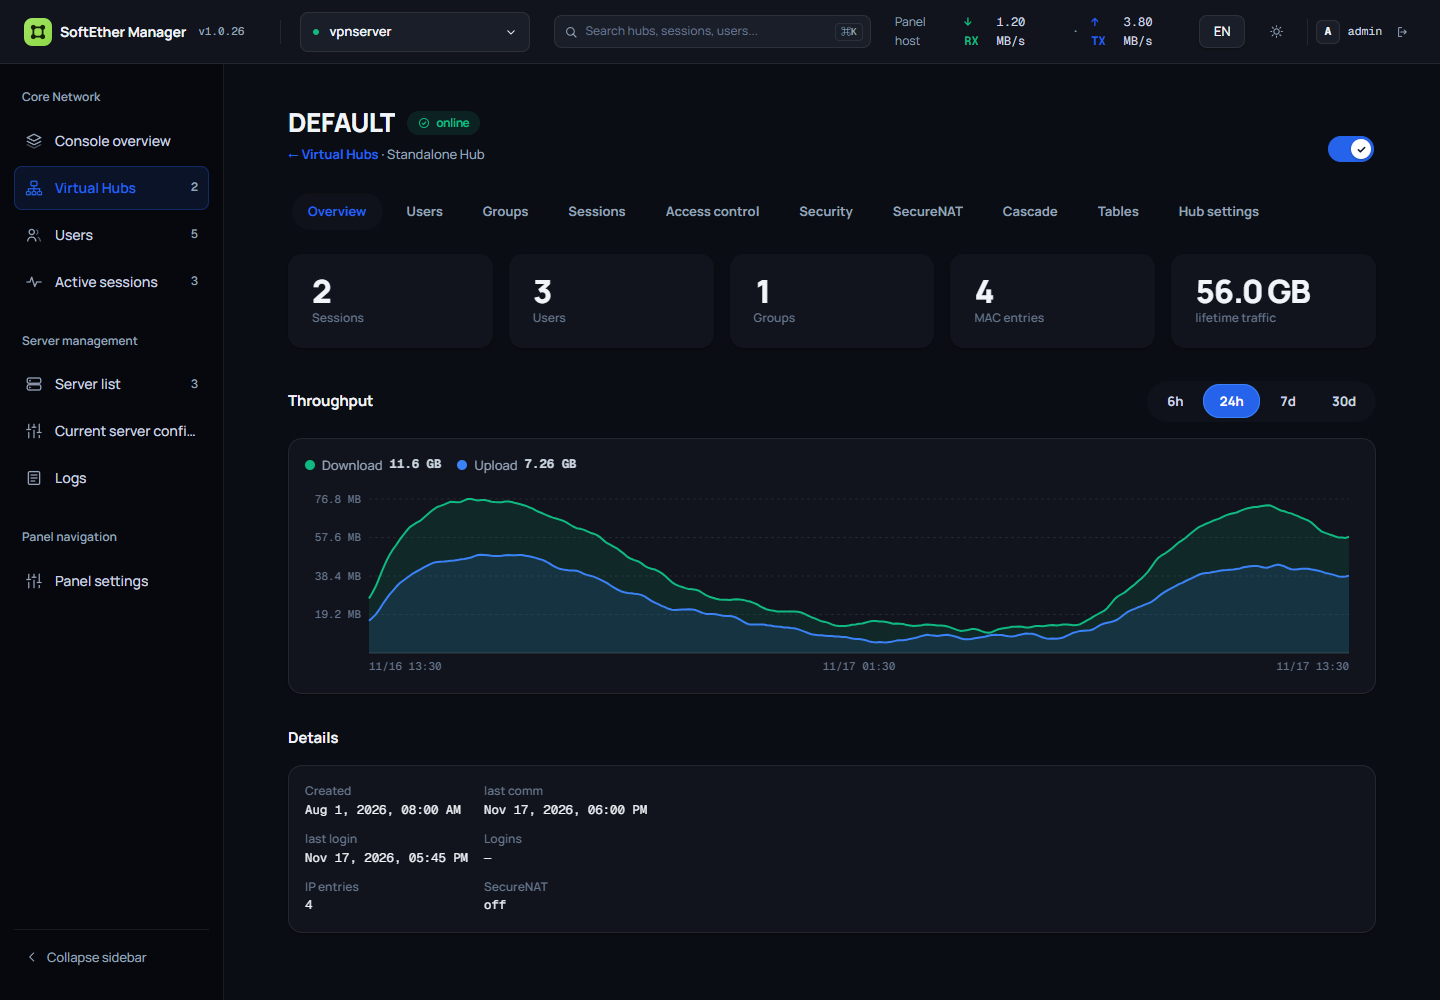 SoftEther Manager v1.0.26
vpnserver
Search hubs, sessions, users... ⌘K
Panel host
↓ RX 1.20 MB/s
·
↑ TX 3.80 MB/s
EN
A admin
Core Network
Console overview
Virtual Hubs 2
Users 5
Active sessions 3
Server management
Server list 3
Current server confi...
Logs
Panel navigation
Panel settings
Collapse sidebar
DEFAULT online
← Virtual Hubs · Standalone Hub
Overview Users Groups Sessions Access control Security SecureNAT Cascade Tables Hub settings
2
Sessions
3
Users
1
Groups
4
MAC entries
56.0 GB
lifetime traffic
Throughput
6h 24h 7d 30d
Download 11.6 GB Upload 7.26 GB
76.8 MB
57.6 MB
38.4 MB
19.2 MB
11/16 13:30 11/17 01:30 11/17 13:30
Details
Created
Aug 1, 2026, 08:00 AM
last comm
Nov 17, 2026, 06:00 PM
last login
Nov 17, 2026, 05:45 PM
Logins
—
IP entries
4
SecureNAT
off